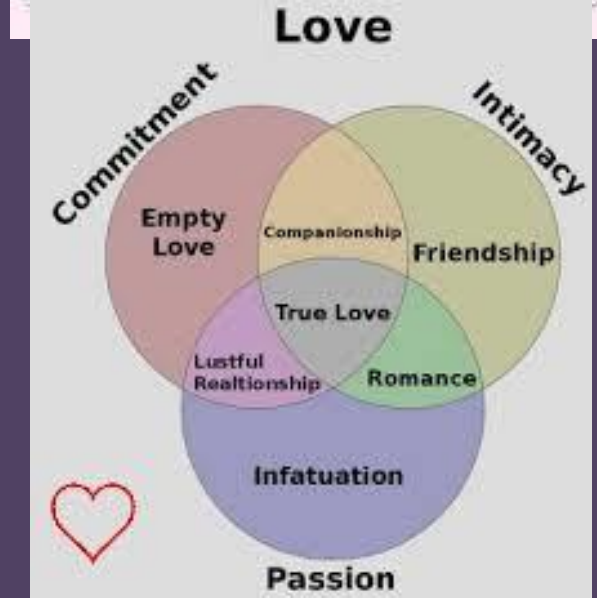 Love
Commitment
Intimacy
Empty
Love
Companionship
Friendship
True Love
Lustful
Realtionship
Romance
Infatuation
Passion